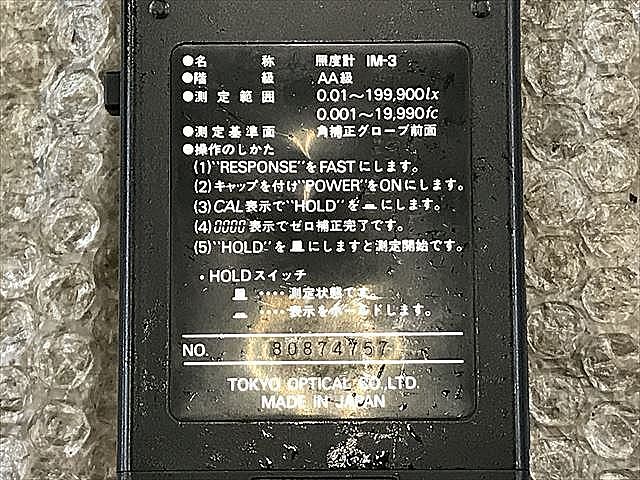 ●名 称 照度計 IM-3
●階 級 AA級
●測定範囲 0.01〜199,900lx
0.001〜19,990fc
●測定基準面 角補正グローブ前面
●操作のしかた
(1)"RESPONSE"をFASTにします。
(2)キャップを付け"POWER"をONにします。
(3)CAL表示で"HOLD"を▂にします。
(4)0000表示でゼロ補正完了です。
(5)"HOLD"を▟にしますと測定開始です。
・HOLDスイッチ
････測定状態です。
････表示をホールドします。
NO. 80874757
TOKYO OPTICAL CO.,LTD.
MADE IN JAPAN